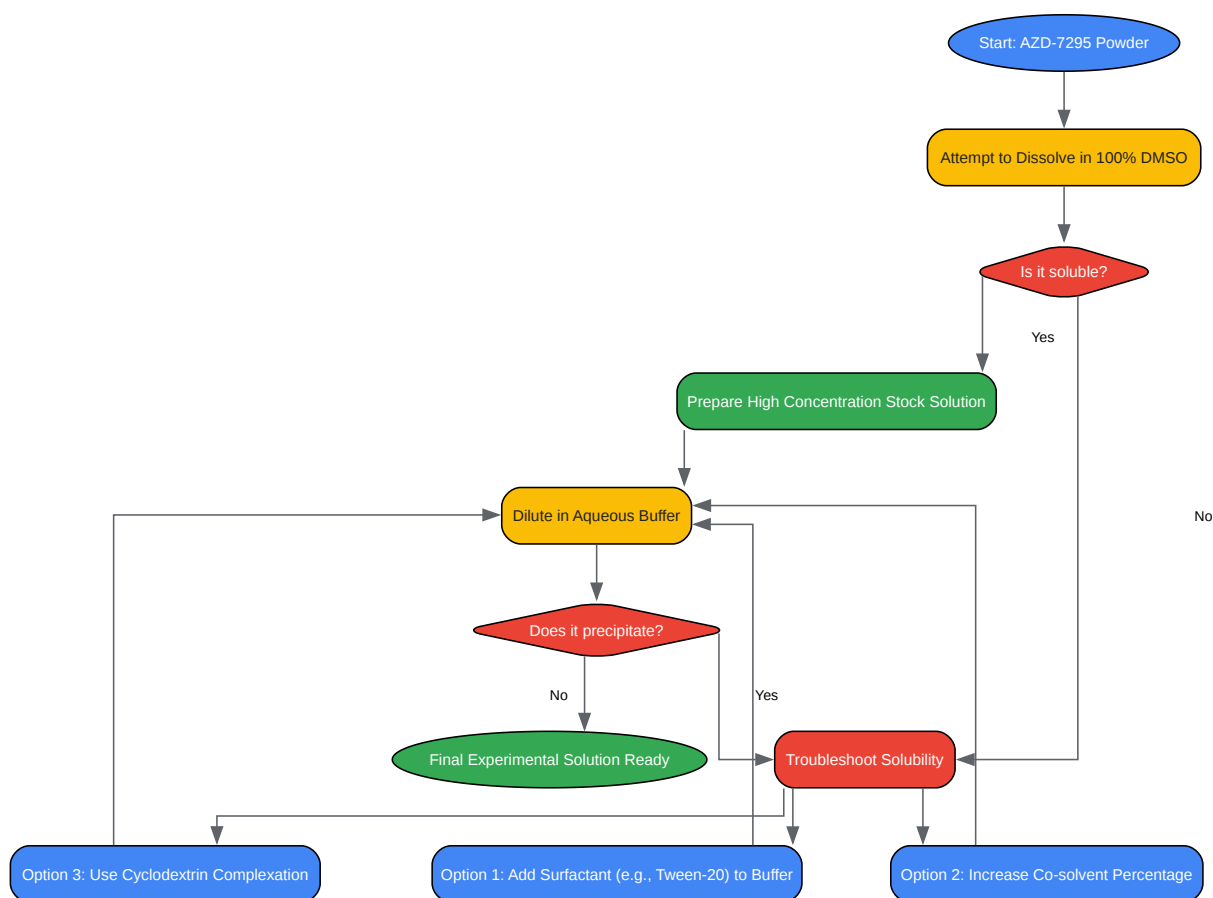 Start: AZD-7295 Powder
Attempt to Dissolve in 100% DMSO
Is it soluble?
Yes
Prepare High Concentration Stock Solution
Dilute in Aqueous Buffer
No
Does it precipitate?
No
Yes
Final Experimental Solution Ready
Troubleshoot Solubility
Option 3: Use Cyclodextrin Complexation
Option 1: Add Surfactant (e.g., Tween-20) to Buffer
Option 2: Increase Co-solvent Percentage